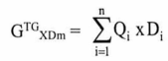 G^TG_XDm = n∑i=1 Q_i x D_i